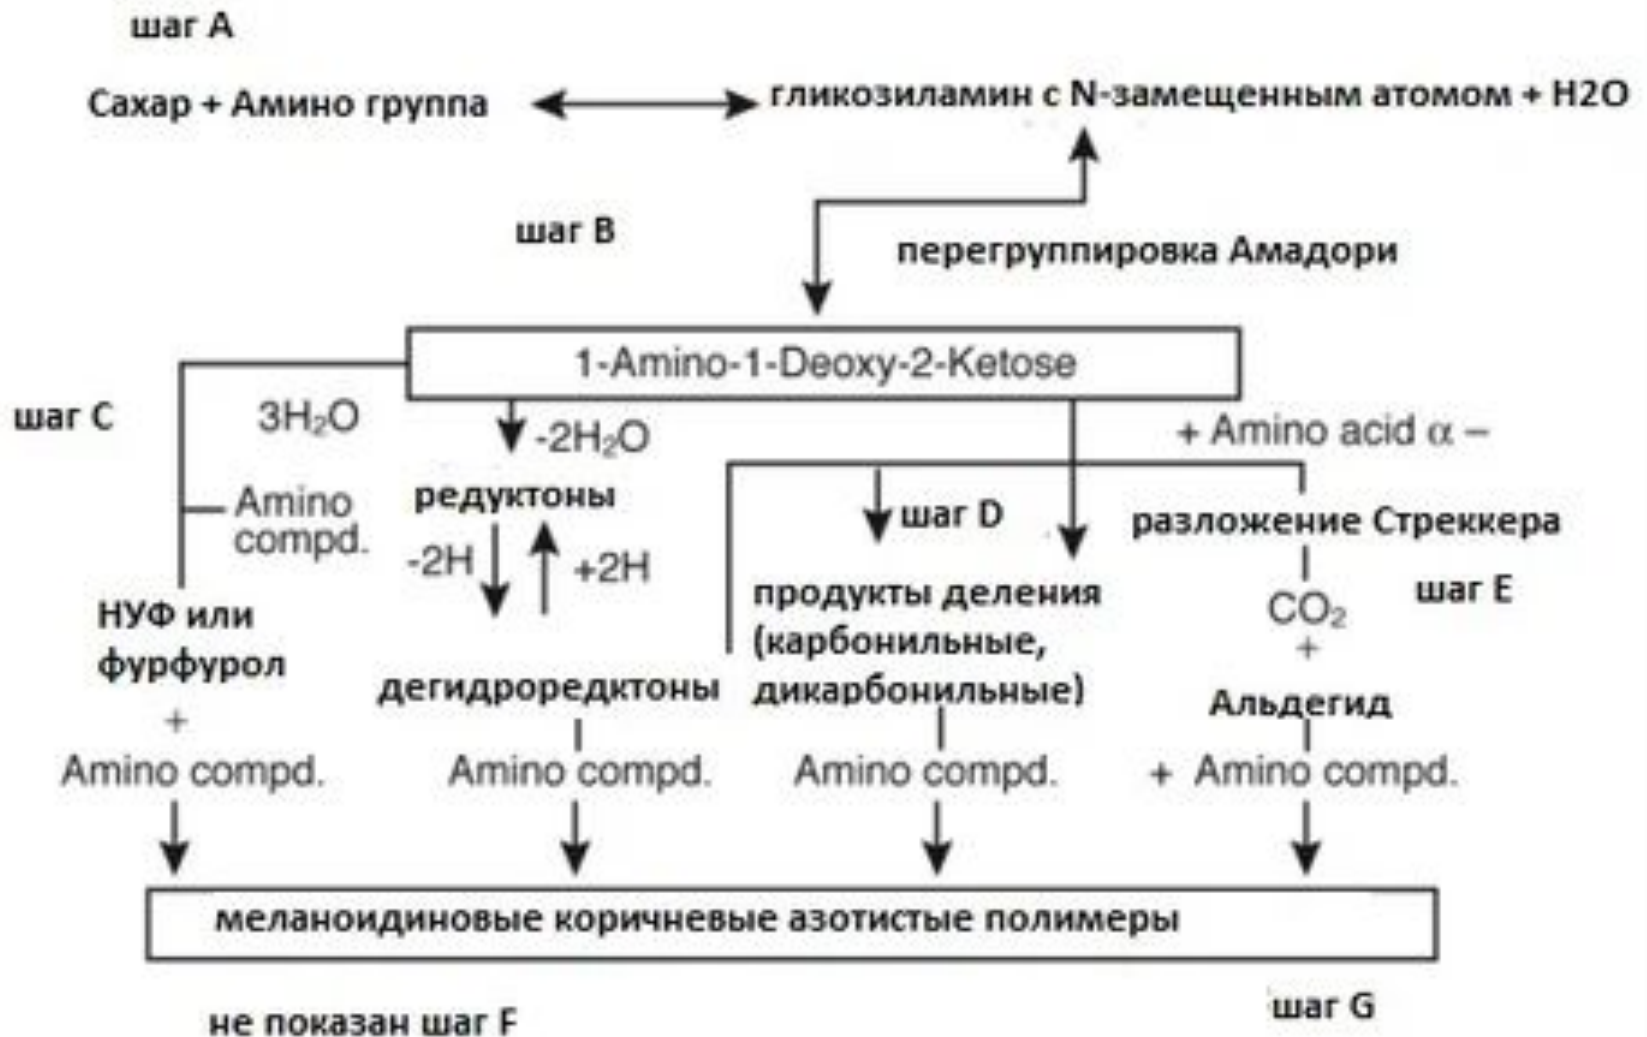 шаг А
Сахар + Амино группа
гликозиламин с N-замещенным атомом + H2O
шаг В
перегруппировка Амадори
1-Amino-1-Deoxy-2-Ketose
шаг С
3H₂O
-2H₂O
+ Amino acid α –
Amino
compd.
редуктоны
шаг D
разложение Стреккера
-2H
+2H
продукты деления
(карбонильные,
дикарбонильные)
CO₂
шаг Е
+
НУФ или
фурфурол
дегидроредктоны
Альдегид
+
Amino compd.
Amino compd.
Amino compd.
+ Amino compd.
меланоидиновые коричневые азотистые полимеры
не показан шаг F
шаг G